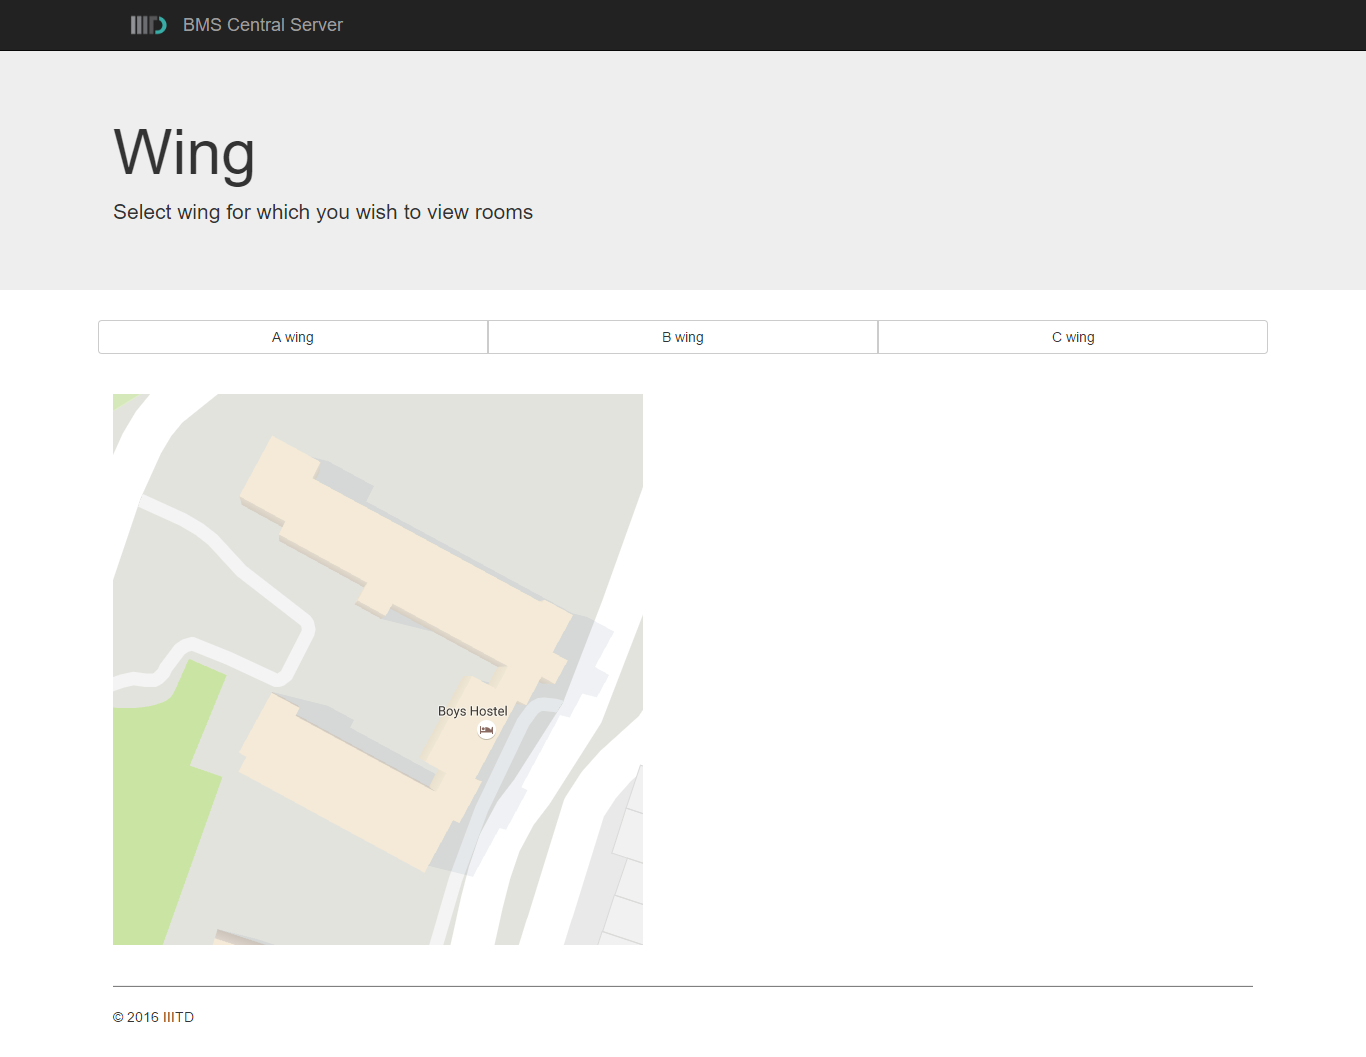 BMS Central Server
Wing
Select wing for which you wish to view rooms
A wing
B wing
C wing
Boys Hostel
© 2016 IIITD